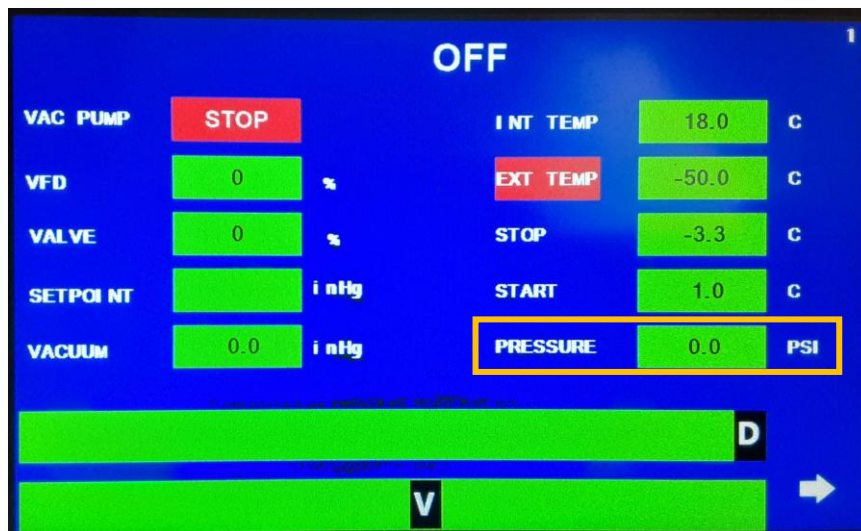 1
OFF
VAC PUMP STOP
VFD 0 %
VALVE 0 %
SETPOINT inHg
VACUUM 0.0 inHg
INT TEMP 18.0 C
EXT TEMP -50.0 C
STOP -3.3 C
START 1.0 C
PRESSURE 0.0 PSI
D
V